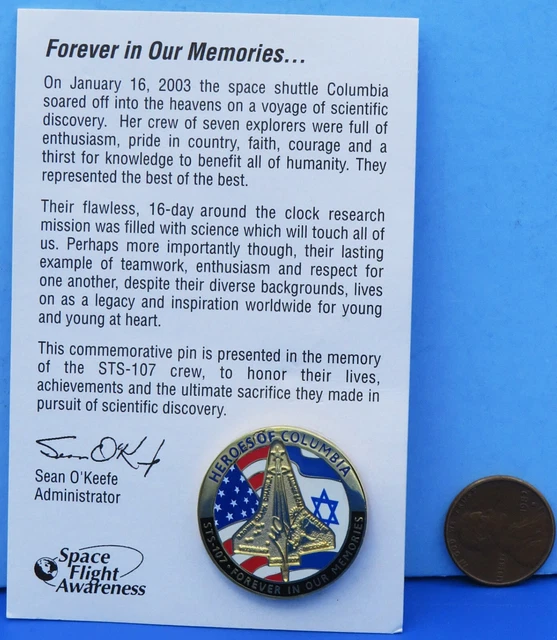 Forever in Our Memories...
On January 16, 2003 the space shuttle Columbia
soared off into the heavens on a voyage of scientific
discovery. Her crew of seven explorers were full of
enthusiasm, pride in country, faith, courage and a
thirst for knowledge to benefit all of humanity. They
represented the best of the best.
Their flawless, 16-day around the clock research
mission was filled with science which will touch all of
us. Perhaps more importantly though, their lasting
example of teamwork, enthusiasm and respect for
one another, despite their diverse backgrounds, lives
on as a legacy and inspiration worldwide for young
and young at heart.
This commemorative pin is presented in the memory
of the STS-107 crew, to honor their lives,
achievements and the ultimate sacrifice they made in
pursuit of scientific discovery.
Sean O'Keefe
Sean O'Keefe
Administrator
Space
Flight
Awareness
HEROES OF COLUMBIA
STS-107 • FOREVER IN OUR MEMORIES